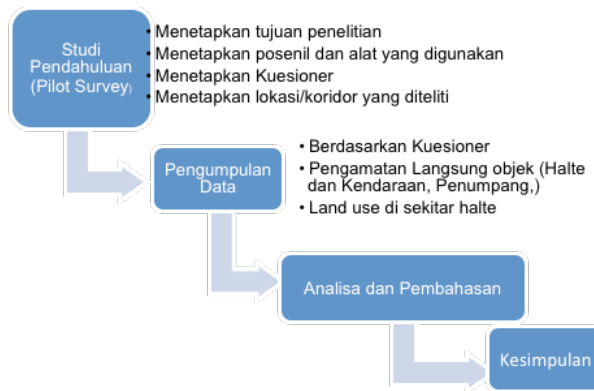 Studi
Pendahuluan
(Pilot Survey)
• Menetapkan tujuan penelitian
• Menetapkan posenil dan alat yang digunakan
• Menetapkan Kuesioner
• Menetapkan lokasi/koridor yang diteliti
Pengumpulan
Data
• Berdasarkan Kuesioner
• Pengamatan Langsung objek (Halte
dan Kendaraan, Penumpang,)
• Land use di sekitar halte
Analisa dan Pembahasan
Kesimpulan